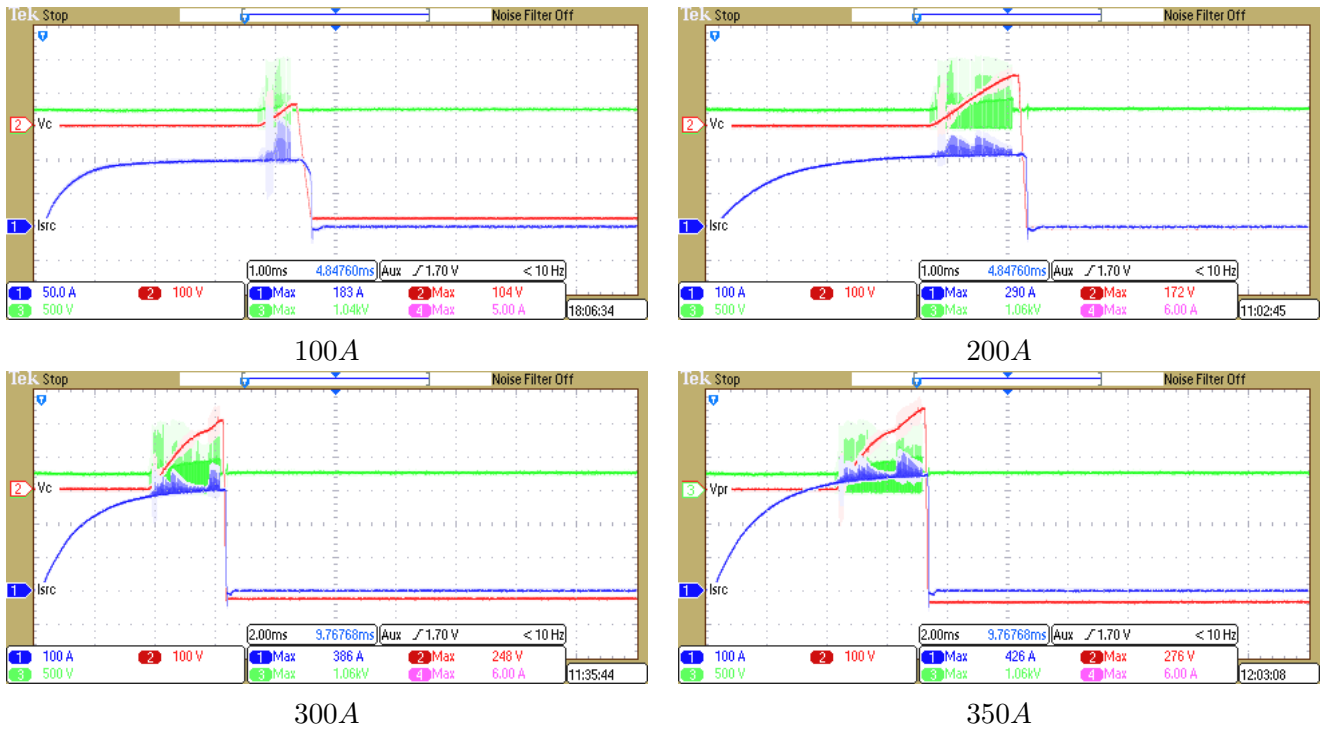 Tek Stop Noise Filter Off
2 Vc
1 Isrc
1.00ms 4.84760ms Aux 1.70 V < 10 Hz
1 50.0 A 2 100 V 1 Max 183 A 2 Max 104 V
3 500 V 3 Max 1.04kV 4 Max 5.00 A 18:06:34
100A
Tek Stop Noise Filter Off
2 Vc
1 Isrc
1.00ms 4.84760ms Aux 1.70 V < 10 Hz
1 100 A 2 100 V 1 Max 290 A 2 Max 172 V
3 500 V 3 Max 1.06kV 4 Max 6.00 A 11:02:45
200A
Tek Stop Noise Filter Off
2 Vc
1 Isrc
2.00ms 9.76768ms Aux 1.70 V < 10 Hz
1 100 A 2 100 V 1 Max 386 A 2 Max 248 V
3 500 V 3 Max 1.06kV 4 Max 6.00 A 11:35:44
300A
Tek Stop Noise Filter Off
3 Vpr
1 Isrc
2.00ms 9.76768ms Aux 1.70 V < 10 Hz
1 100 A 2 100 V 1 Max 426 A 2 Max 276 V
3 500 V 3 Max 1.06kV 4 Max 6.00 A 12:03:08
350A